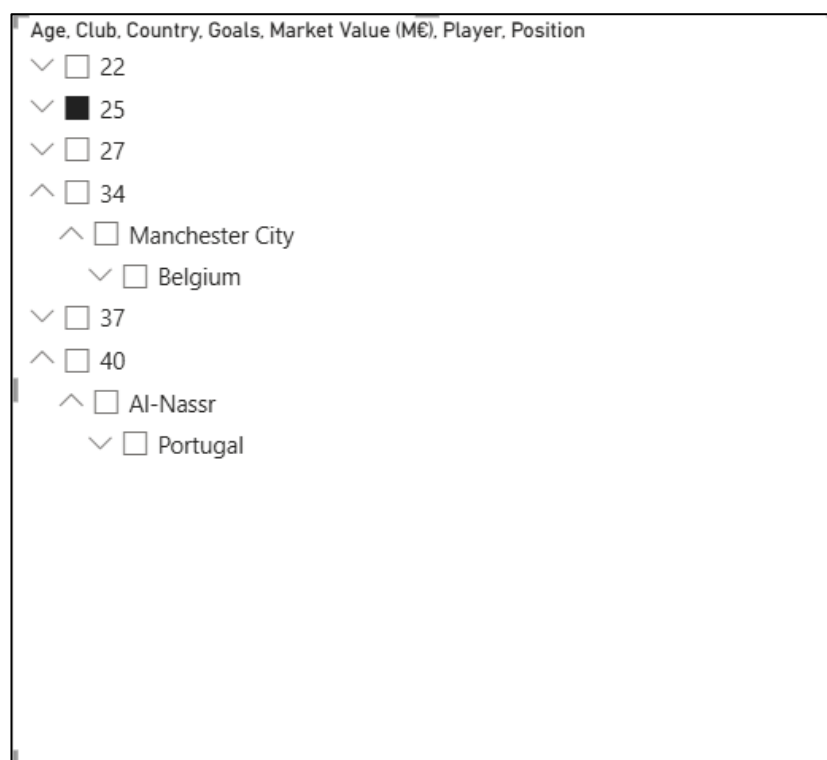 Age, Club, Country, Goals, Market Value (M€), Player, Position
22
25
27
34
Manchester City
Belgium
37
40
Al-Nassr
Portugal